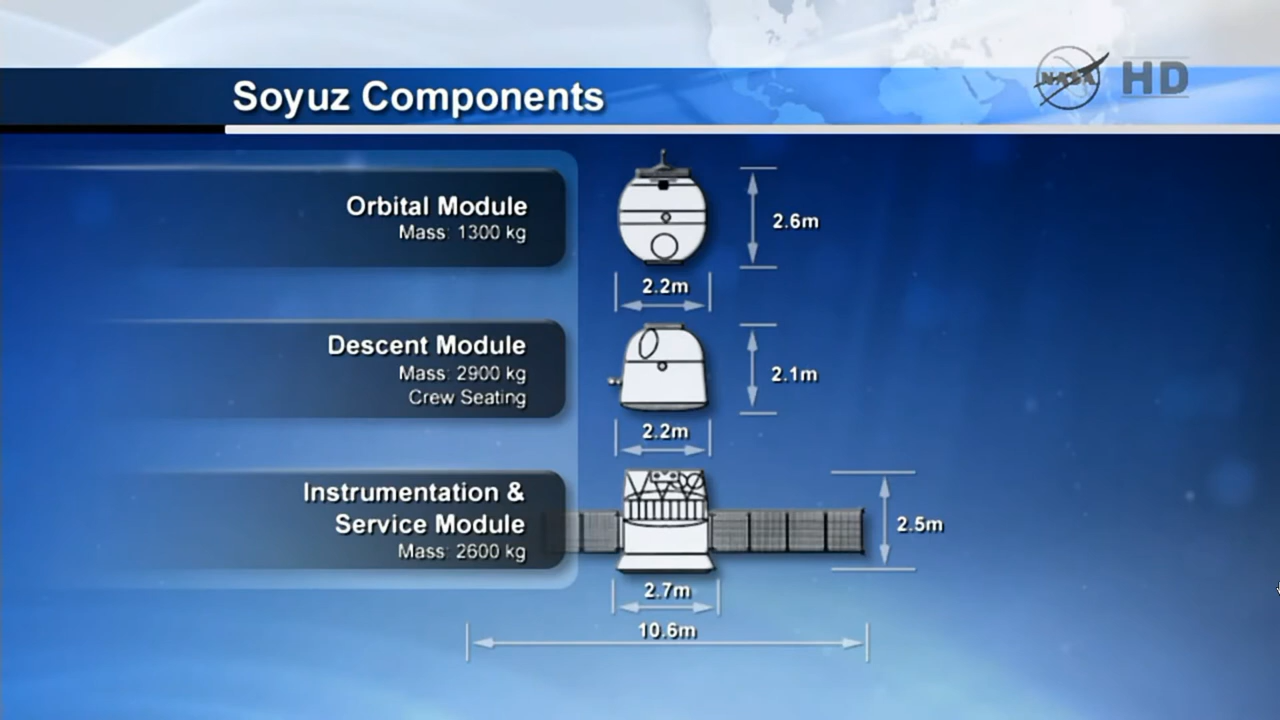 Soyuz Components
NASA HD
Orbital Module
Mass: 1300 kg
2.6m
2.2m
Descent Module
Mass: 2900 kg
Crew Seating
2.1m
2.2m
Instrumentation &
Service Module
Mass: 2600 kg
2.5m
2.7m
10.6m